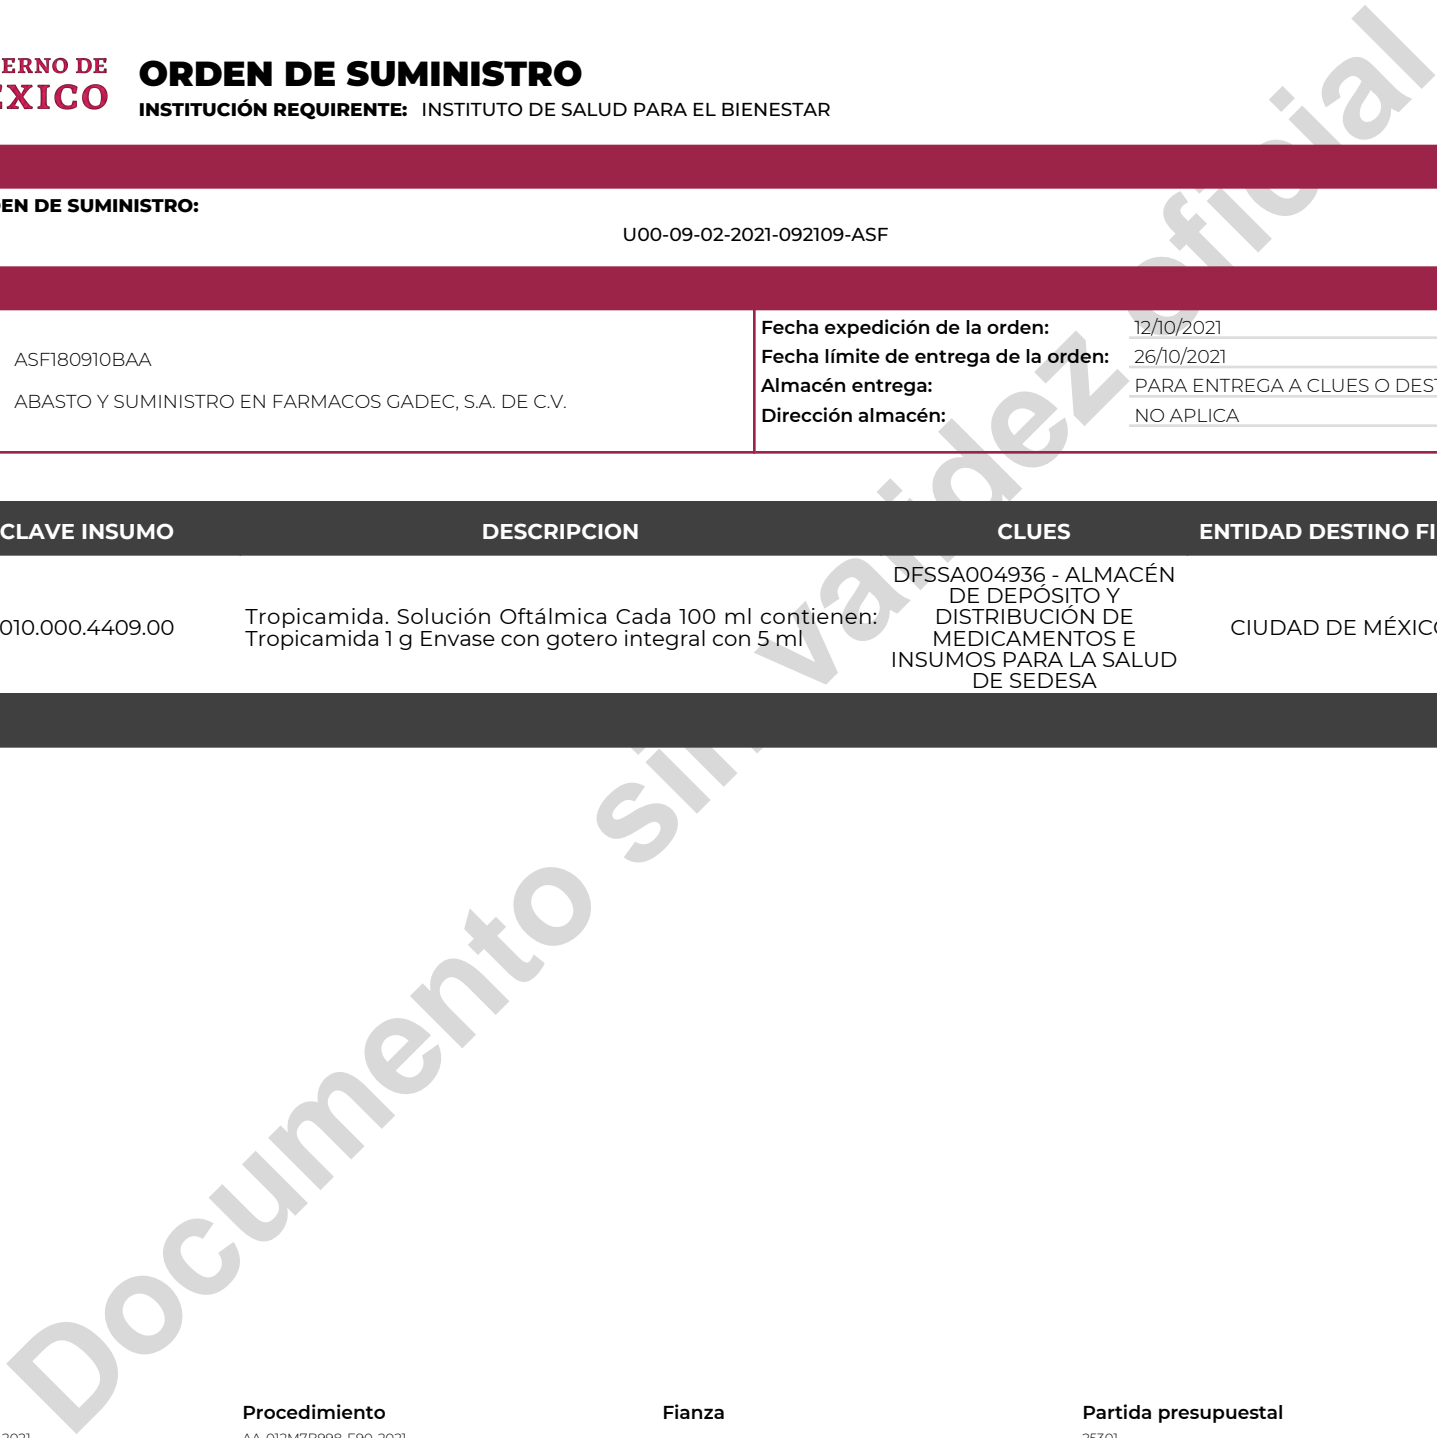 ERNO DE
ÉXICO
ORDEN DE SUMINISTRO
INSTITUCIÓN REQUIRENTE: INSTITUTO DE SALUD PARA EL BIENESTAR
EN DE SUMINISTRO:
U00-09-02-2021-092109-ASF
ASF180910BAA
ABASTO Y SUMINISTRO EN FARMACOS GADEC, S.A. DE C.V.
Fecha expedición de la orden: 12/10/2021
Fecha límite de entrega de la orden: 26/10/2021
Almacén entrega: PARA ENTREGA A CLUES O DEST
Dirección almacén: NO APLICA
CLAVE INSUMO DESCRIPCION CLUES ENTIDAD DESTINO FI
010.000.4409.00
Tropicamida. Solución Oftálmica Cada 100 ml contienen:
Tropicamida 1 g Envase con gotero integral con 5 ml
DFSSA004936 - ALMACÉN
DE DEPÓSITO Y
DISTRIBUCIÓN DE
MEDICAMENTOS E
INSUMOS PARA LA SALUD
DE SEDESA
CIUDAD DE MÉXICO
Documento sin validez oficial
Procedimiento Fianza Partida presupuestal